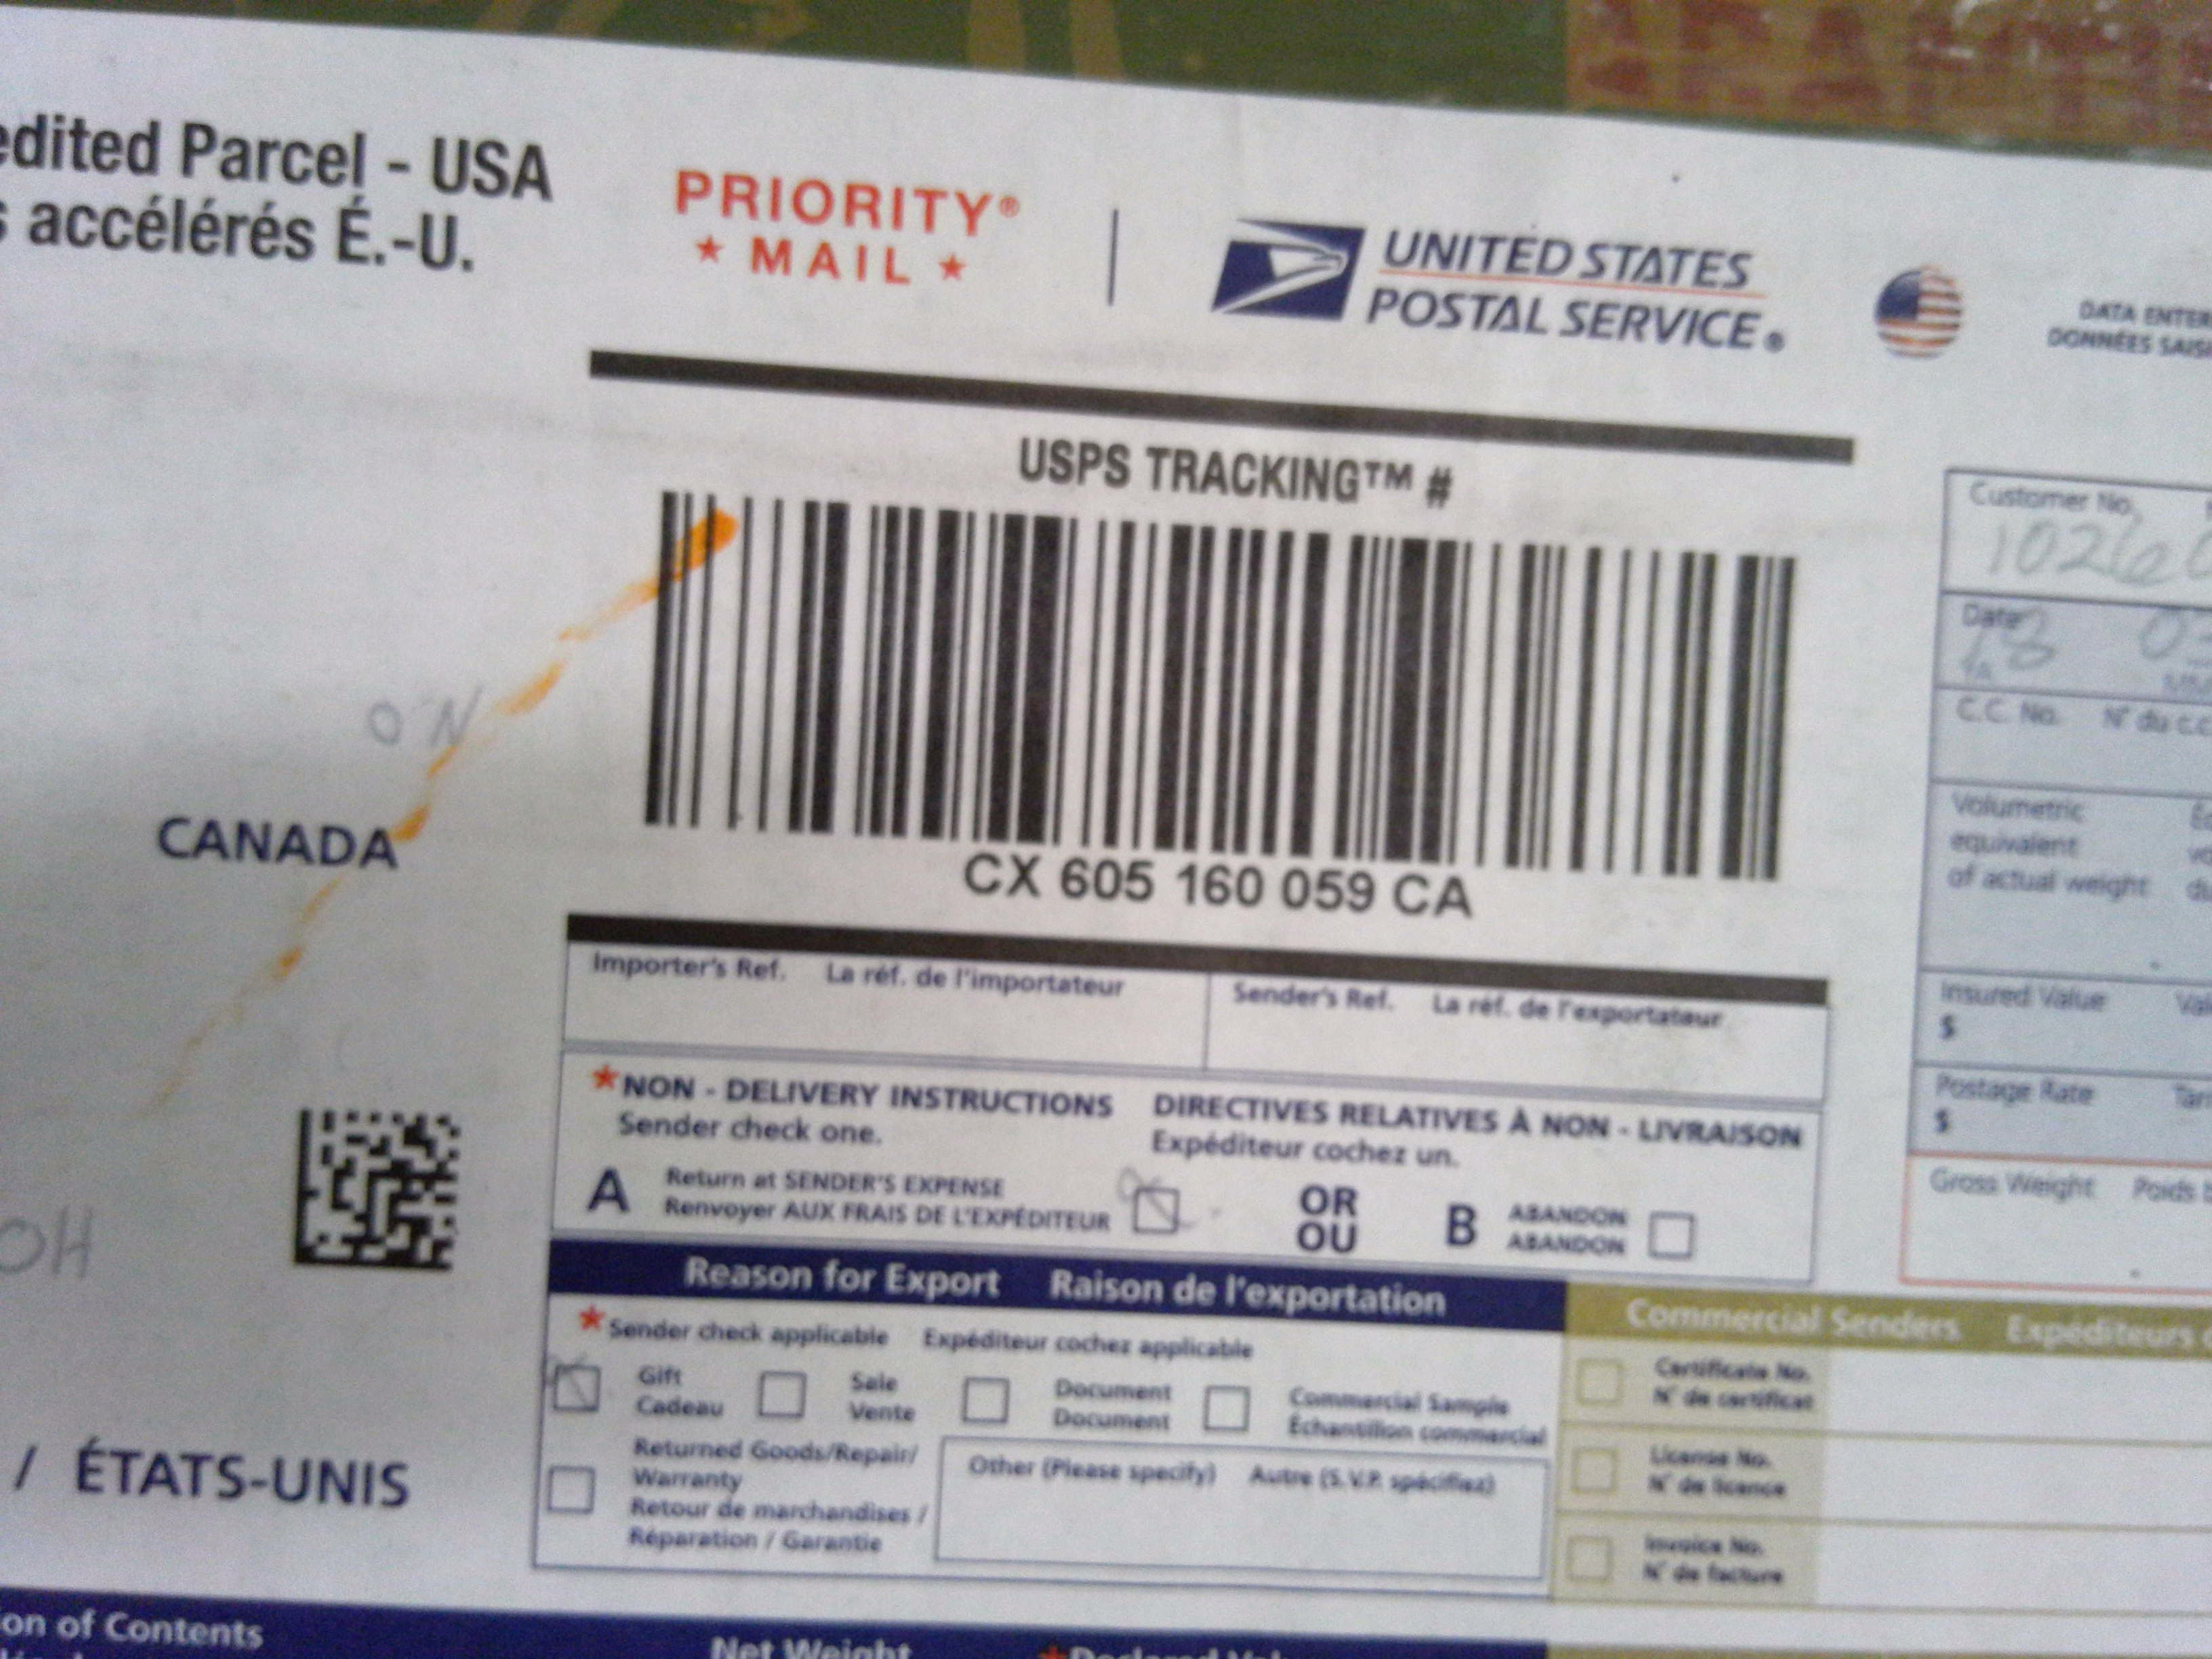 edited Parcel - USA
s accélérés É.-U.
PRIORITY®
★ MAIL ★
UNITED STATES
POSTAL SERVICE®
DATA ENTER
DONNÉES SAISI
USPS TRACKING™ #
CX 605 160 059 CA
ON
CANADA
OH
/ ÉTATS-UNIS
Customer No.
Date
C.C. No. N° du c.c
Volumetric
equivalent
of actual weight
Insured Value
$
Postage Rate
$
Gross Weight Poids
Importer's Ref. La réf. de l'importateur
Sender's Ref. La réf. de l'exportateur
*NON - DELIVERY INSTRUCTIONS DIRECTIVES RELATIVES À NON - LIVRAISON
Sender check one. Expéditeur cochez un.
A Return at SENDER'S EXPENSE
Renvoyer AUX FRAIS DE L'EXPÉDITEUR
OR
OU
B ABANDON
ABANDON
Reason for Export Raison de l'exportation
*Sender check applicable Expéditeur cochez applicable
Gift
Cadeau
Sale
Vente
Document
Document
Commercial Sample
Échantillon commercial
Returned Goods/Repair/
Warranty
Retour de marchandises /
Réparation / Garantie
Other (Please specify) Autre (S.V.P. spécifiez)
Commercial Senders Expéditeurs
Certificate No.
N° de certificat
License No.
N° de licence
Invoice No.
N° de facture
on of Contents
Net Weight